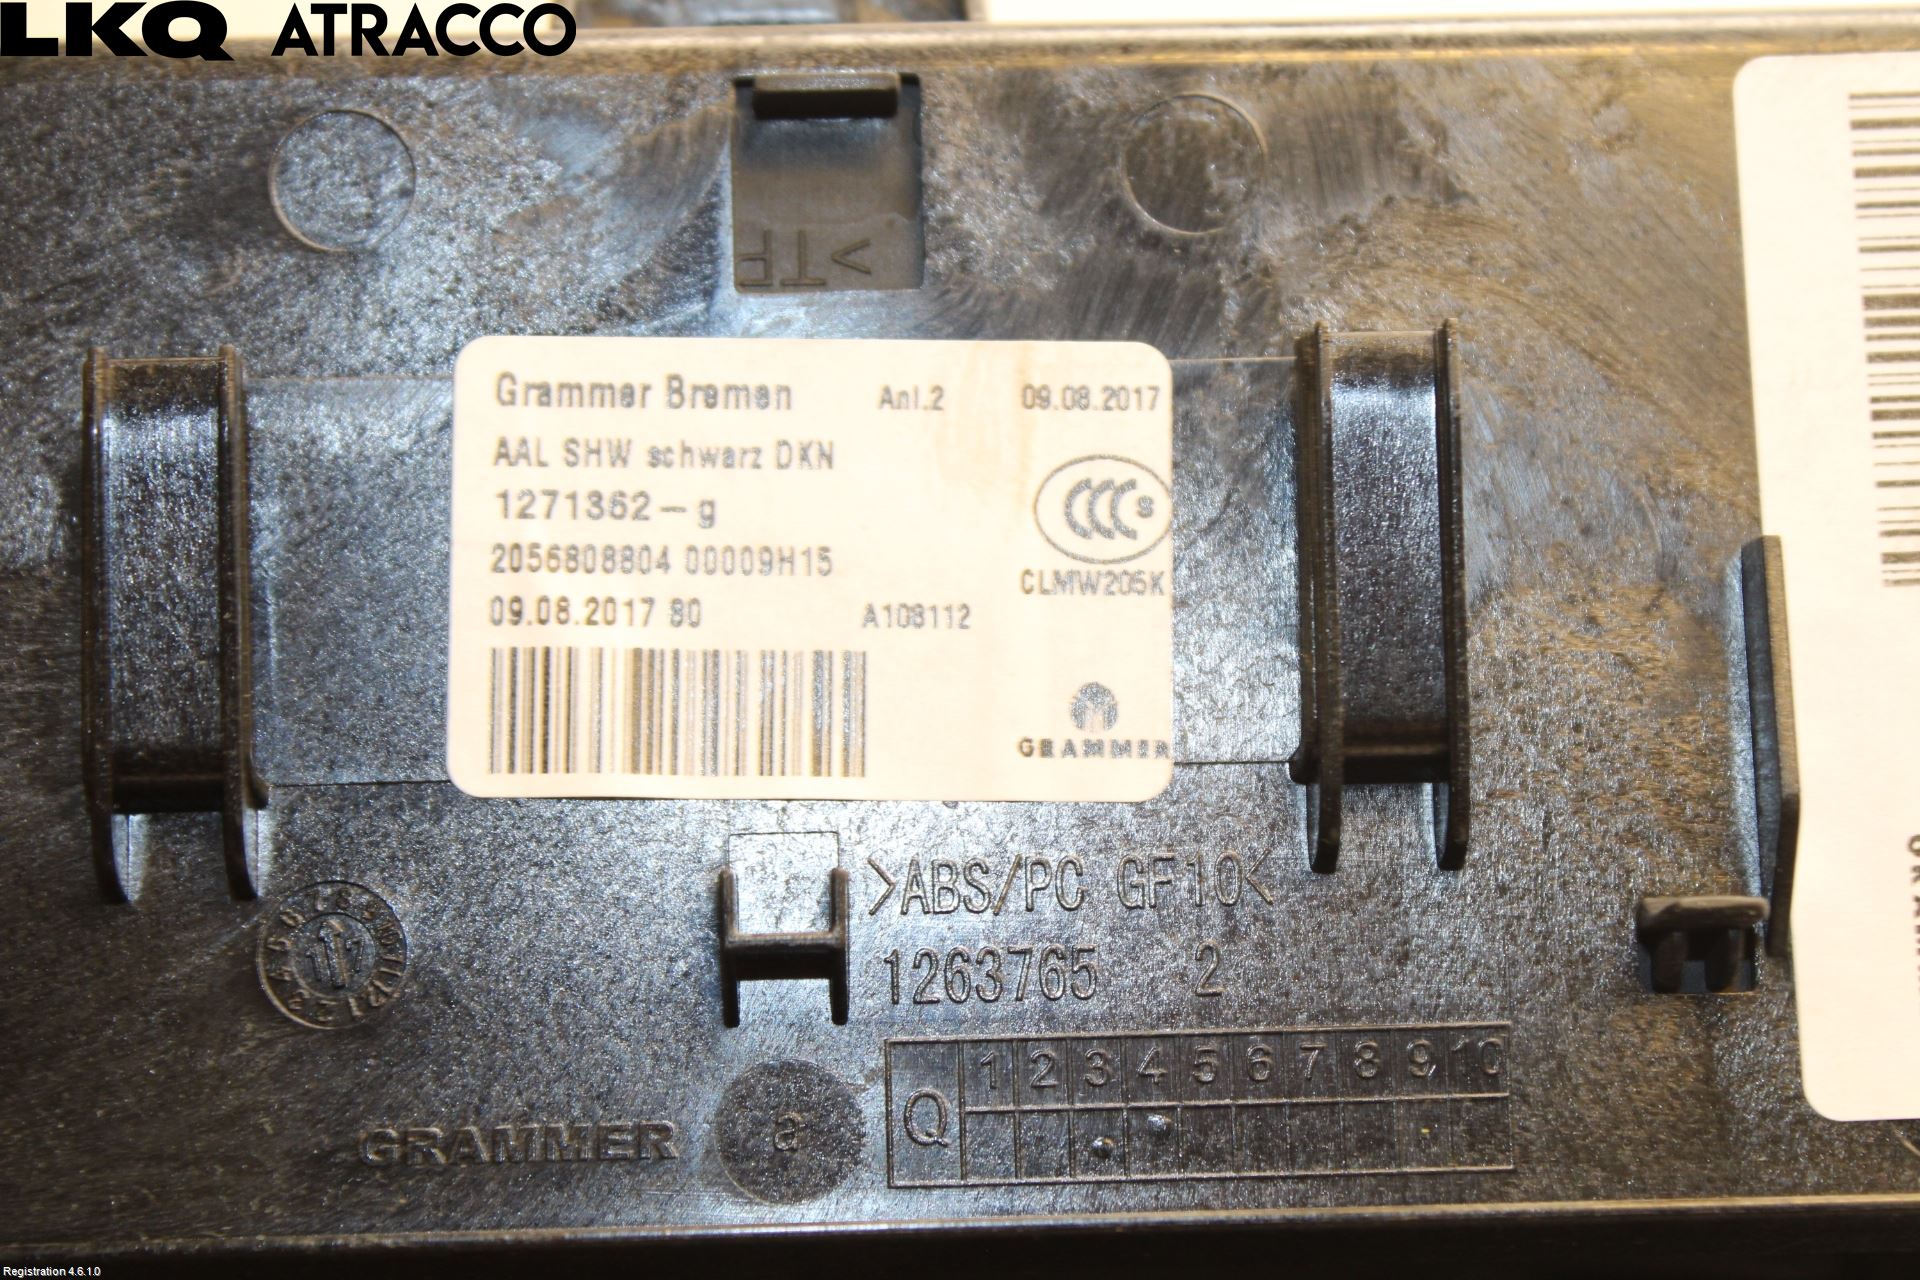 LKQ ATRACCO
>TP
Grammer Bremen Anl.2 09.08.2017
AAL SHW schwarz DKN
1271362-g
CCC S
2056808804 00009H15
CLMW205K
09.08.2017 80 A108112
GRAMMER
>ABS/PC GF10<
1263765 2
17
1 2 3 4 5 6 7 8 9 10
Q
GRAMMER
a
Registration 4.6.1.0